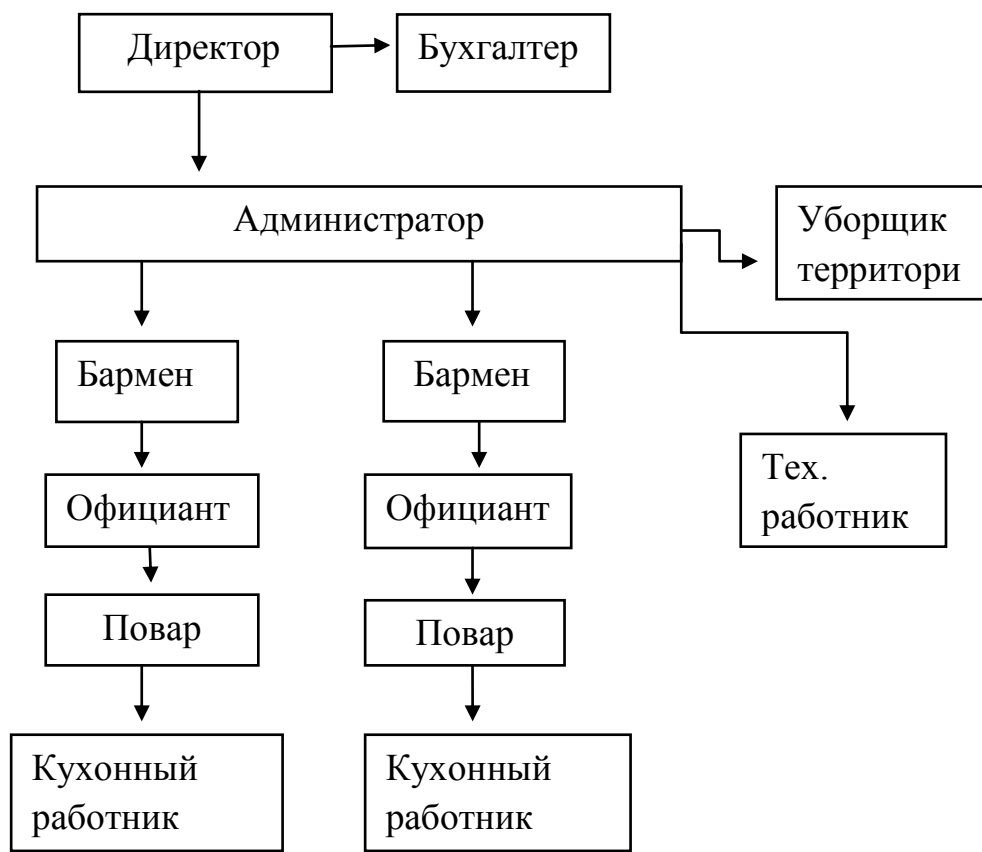 Директор
Бухгалтер
Администратор
Уборщик
территори
Бармен
Бармен
Тех.
работник
Официант
Официант
Повар
Повар
Кухонный
работник
Кухонный
работник